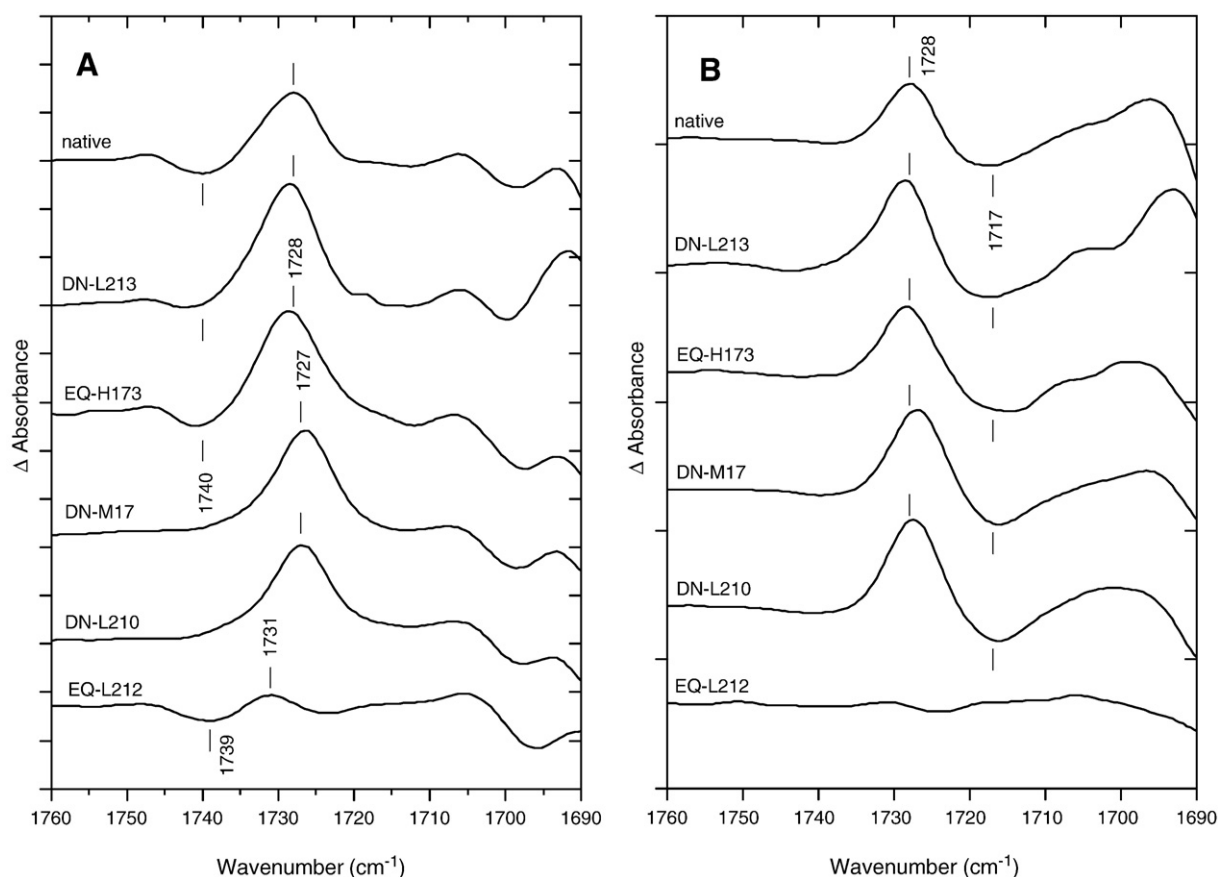 A
native
DN-L213
1728
EQ-H173
1727
1740
DN-M17
DN-L210
1731
EQ-L212
1739
Δ Absorbance
1760 1750 1740 1730 1720 1710 1700 1690
Wavenumber (cm-1)
B
1728
native
1717
DN-L213
EQ-H173
DN-M17
DN-L210
EQ-L212
Δ Absorbance
1760 1750 1740 1730 1720 1710 1700 1690
Wavenumber (cm-1)